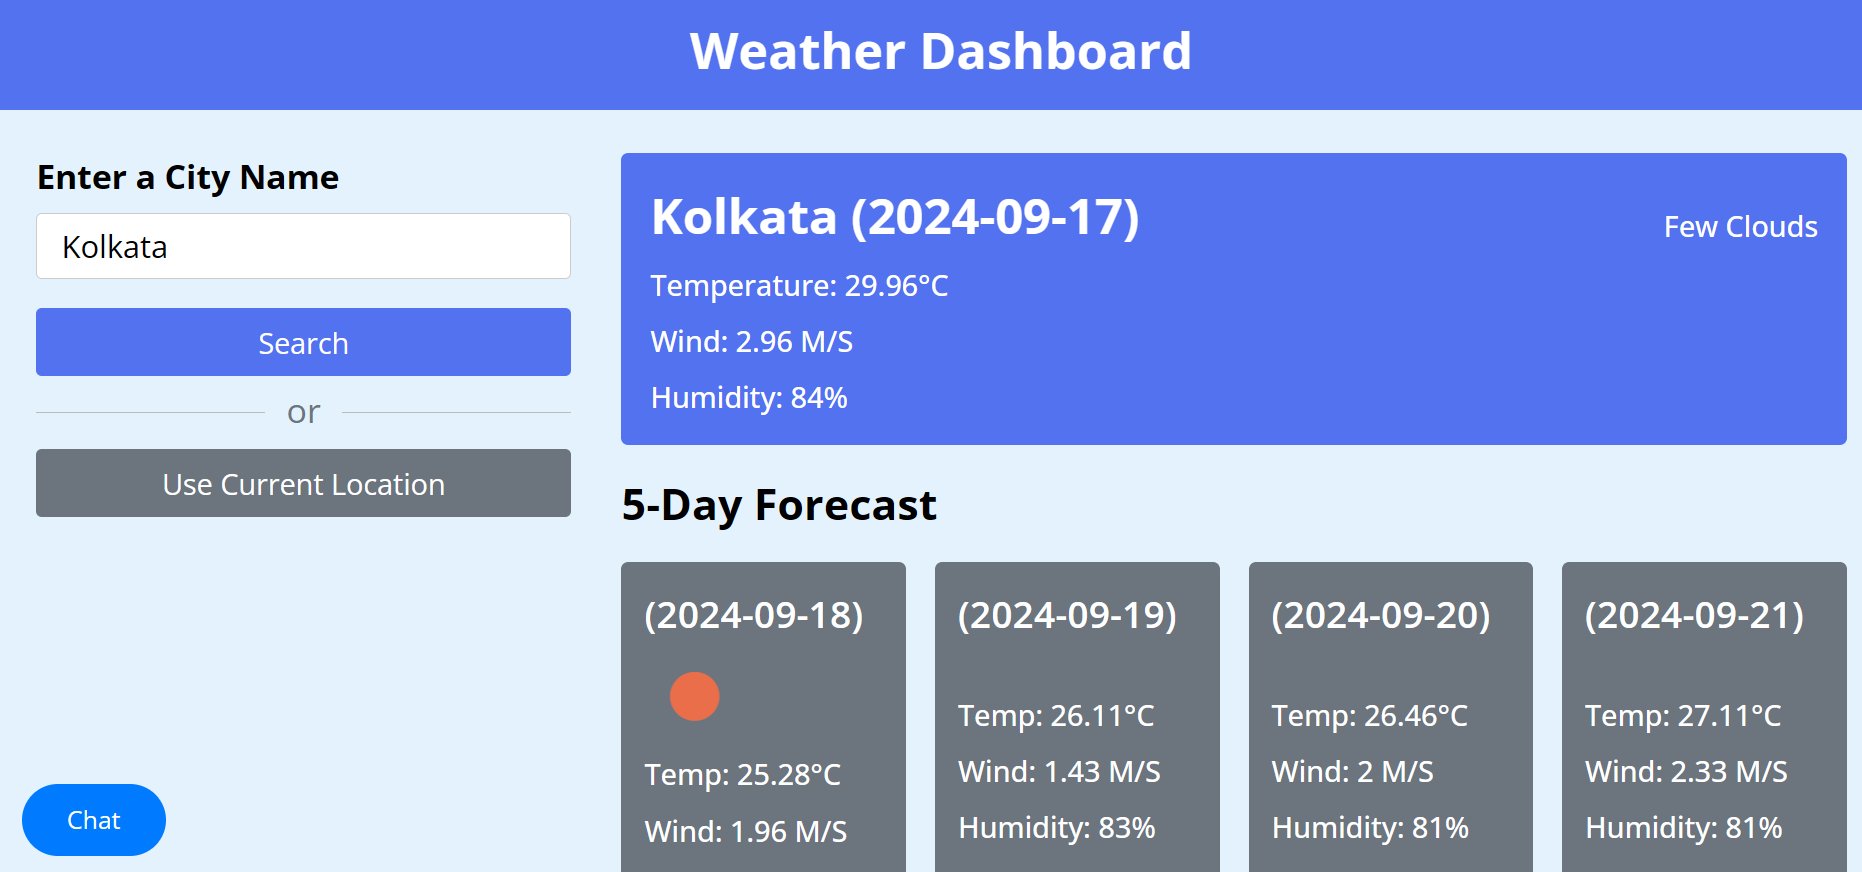 Weather Dashboard
Enter a City Name
Kolkata
Search
or
Use Current Location
Chat
Kolkata (2024-09-17)
Few Clouds
Temperature: 29.96°C
Wind: 2.96 M/S
Humidity: 84%
5-Day Forecast
(2024-09-18)
Temp: 25.28°C
Wind: 1.96 M/S
(2024-09-19)
Temp: 26.11°C
Wind: 1.43 M/S
Humidity: 83%
(2024-09-20)
Temp: 26.46°C
Wind: 2 M/S
Humidity: 81%
(2024-09-21)
Temp: 27.11°C
Wind: 2.33 M/S
Humidity: 81%